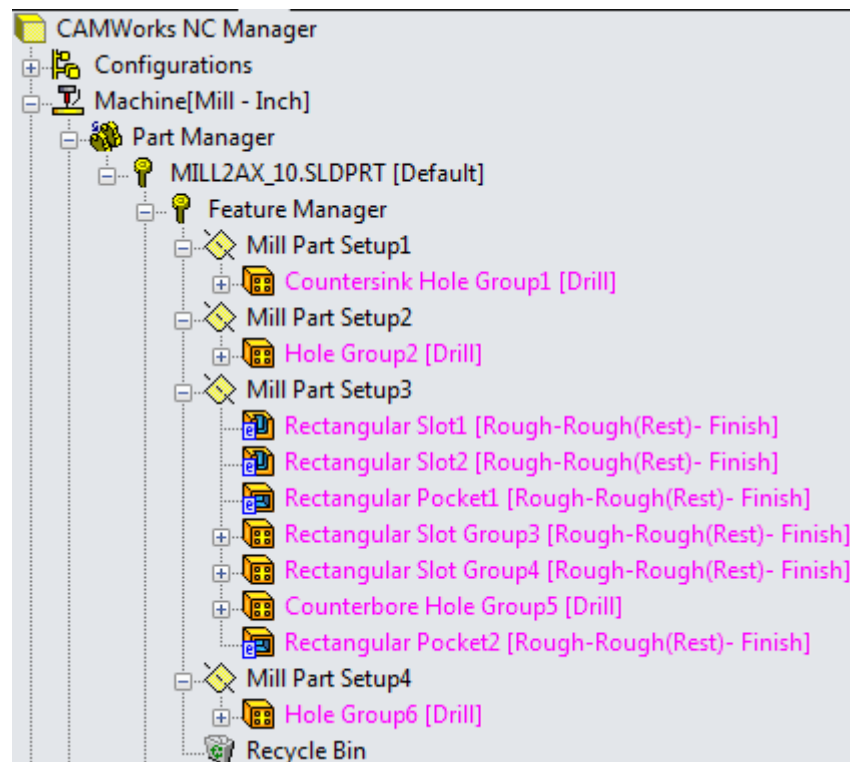 CAMWorks NC Manager
Configurations
Machine[Mill - Inch]
Part Manager
MILL2AX_10.SLDPRT [Default]
Feature Manager
Mill Part Setup1
Countersink Hole Group1 [Drill]
Mill Part Setup2
Hole Group2 [Drill]
Mill Part Setup3
Rectangular Slot1 [Rough-Rough(Rest)- Finish]
Rectangular Slot2 [Rough-Rough(Rest)- Finish]
Rectangular Pocket1 [Rough-Rough(Rest)- Finish]
Rectangular Slot Group3 [Rough-Rough(Rest)- Finish]
Rectangular Slot Group4 [Rough-Rough(Rest)- Finish]
Counterbore Hole Group5 [Drill]
Rectangular Pocket2 [Rough-Rough(Rest)- Finish]
Mill Part Setup4
Hole Group6 [Drill]
Recycle Bin